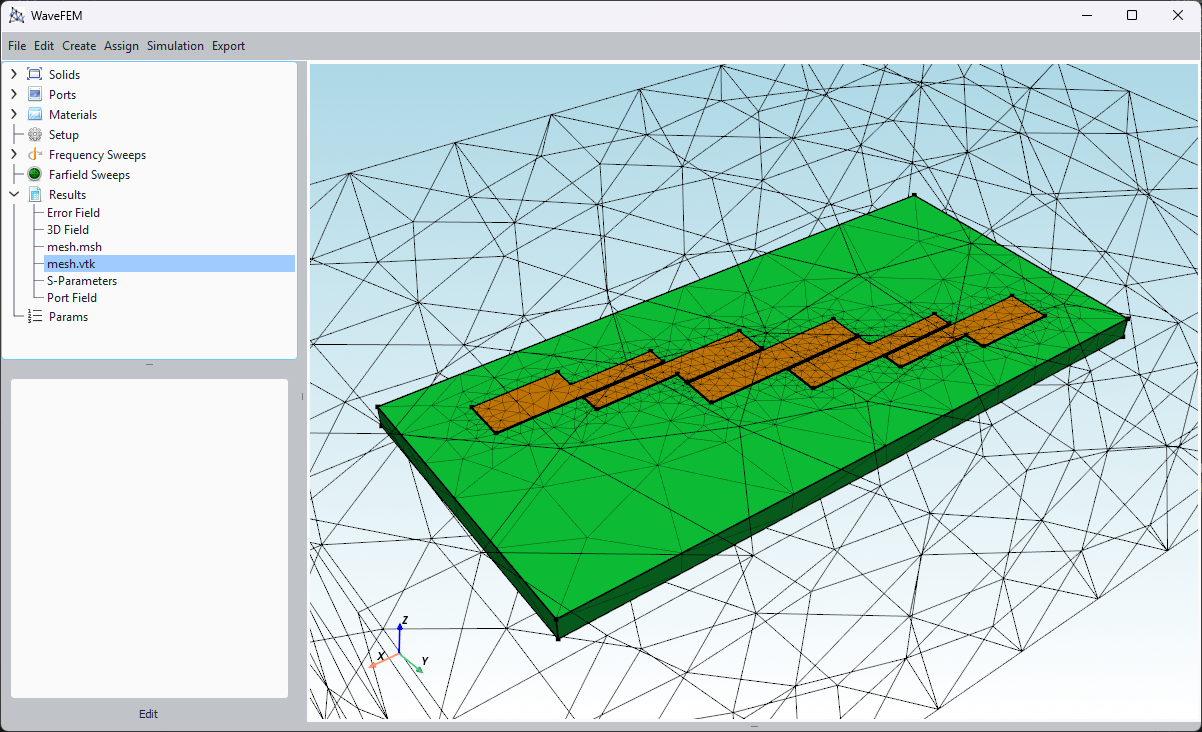 WaveFEM
File Edit Create Assign Simulation Export
Solids
Ports
Materials
Setup
Frequency Sweeps
Farfield Sweeps
Results
Error Field
3D Field
mesh.msh
mesh.vtk
S-Parameters
Port Field
Params
Z
X
Y
Edit